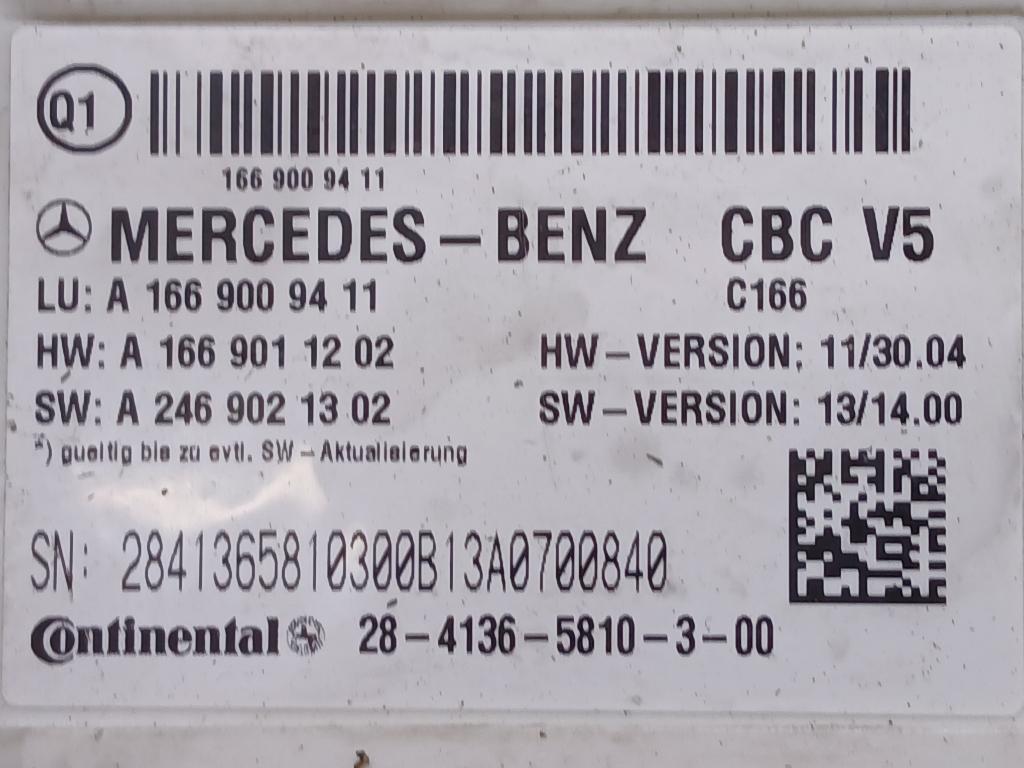 Q1
166 900 94 11
MERCEDES-BENZ CBC V5
LU: A 166 900 94 11 C166
HW: A 166 901 12 02 HW-VERSION: 11/30.04
SW: A 246 902 13 02 SW-VERSION: 13/14.00
*) gueltig bis zu evtl. SW-Aktualisierung
SN: 2841365810300B13A0700840
Continental 28-4136-5810-3-00